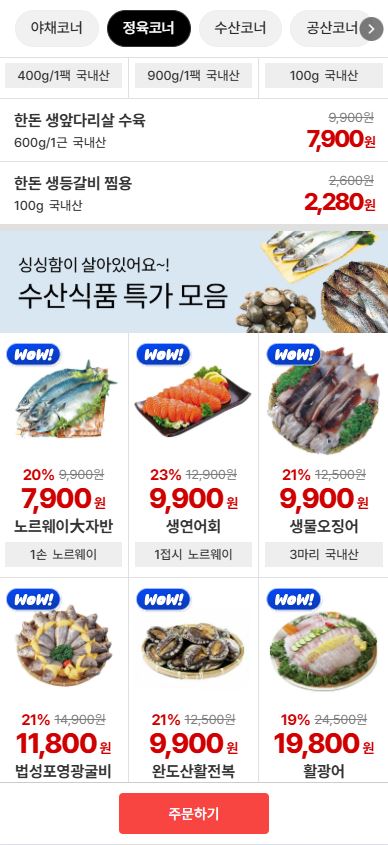 야채코너 정육코너 수산코너 공산코너
400g/1팩 국내산 900g/1팩 국내산 100g 국내산
한돈 생앞다리살 수육 9,900원
600g/1근 국내산 7,900원
한돈 생등갈비 찜용 2,600원
100g 국내산 2,280원
싱싱함이 살아있어요~!
수산식품 특가 모음
WOW! WOW! WOW!
20% 9,900원 23% 12,900원 21% 12,500원
7,900원 9,900원 9,900원
노르웨이大자반 생연어회 생물오징어
1손 노르웨이 1접시 노르웨이 3마리 국내산
WOW! WOW! WOW!
21% 14,900원 21% 12,500원 19% 24,500원
11,800원 9,900원 19,800원
법성포영광굴비 완도산활전복 활광어
주문하기